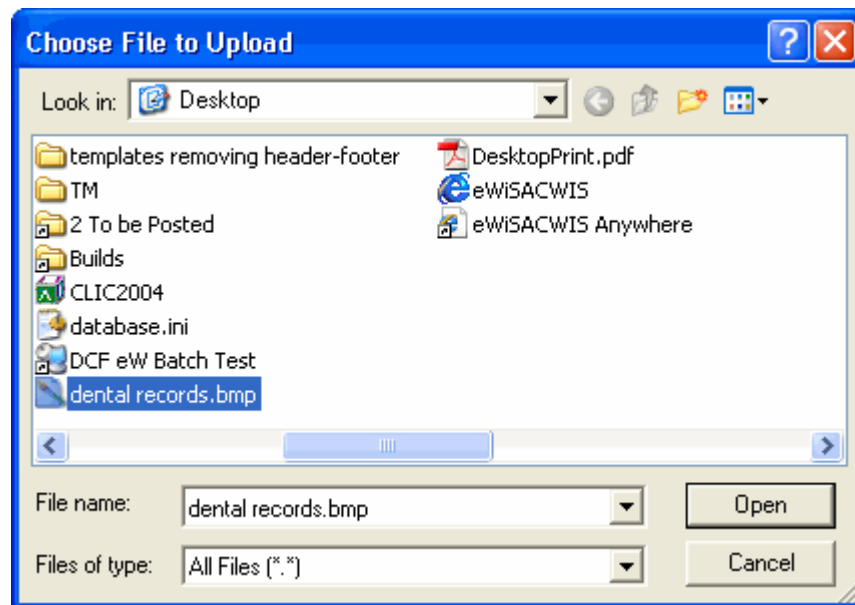 Choose File to Upload
Look in: Desktop
templates removing header-footer
TM
2 To be Posted
Builds
CLIC2004
database.ini
DCF eW Batch Test
dental records.bmp
DesktopPrint.pdf
eWiSACWIS
eWiSACWIS Anywhere
File name: dental records.bmp Open
Files of type: All Files (*.*) Cancel